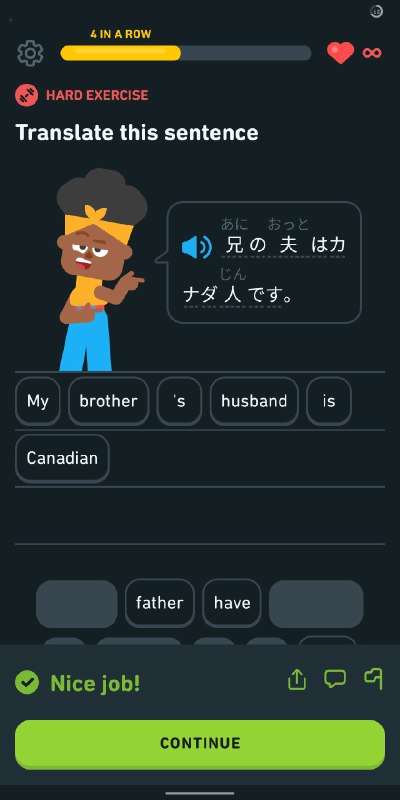 4 IN A ROW
HARD EXERCISE
Translate this sentence
あに おっと
兄の夫はカ
じん
ナダ人です。
My brother 's husband is
Canadian
father have
Nice job!
CONTINUE